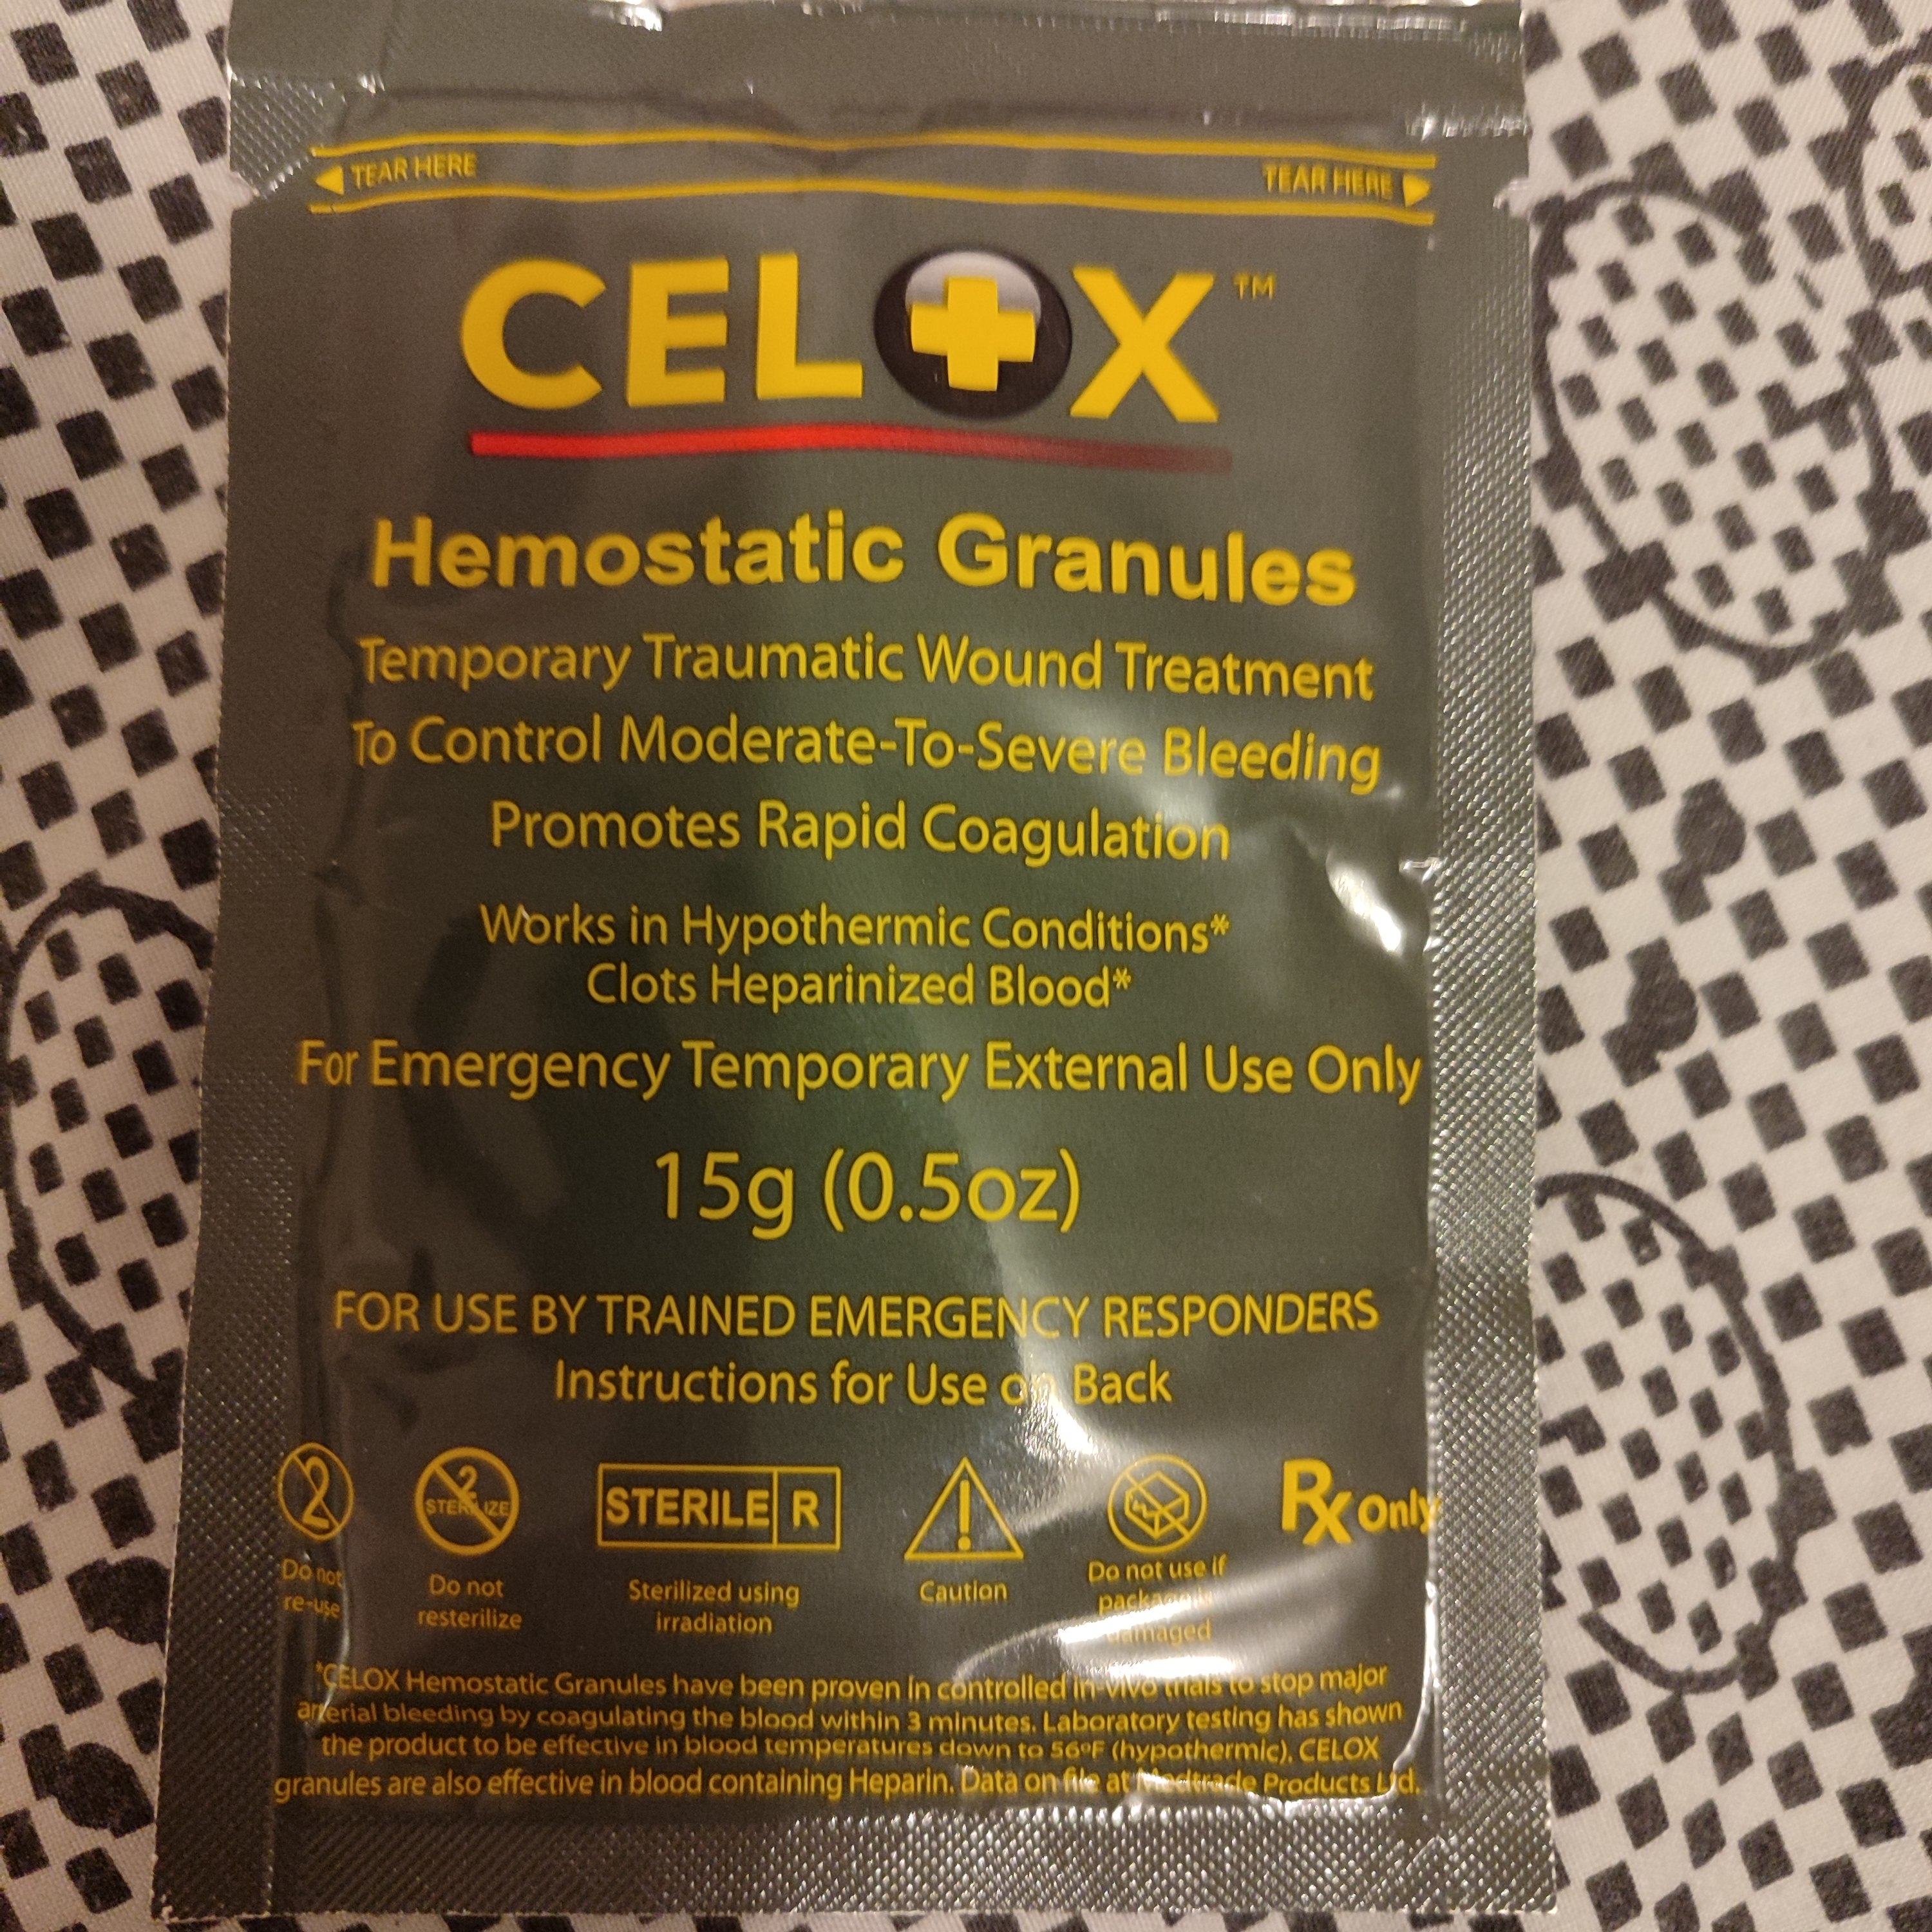 TEAR HERE TEAR HERE
CELOX™
Hemostatic Granules
Temporary Traumatic Wound Treatment
To Control Moderate-To-Severe Bleeding
Promotes Rapid Coagulation
Works in Hypothermic Conditions*
Clots Heparinized Blood*
For Emergency Temporary External Use Only
15g (0.5oz)
FOR USE BY TRAINED EMERGENCY RESPONDERS
Instructions for Use on Back
2 2 STERILIZE STERILE R ! Rx Only
Do not re-use
Do not resterilize
Sterilized using irradiation
Caution
Do not use if package is damaged
*CELOX Hemostatic Granules have been proven in controlled in-vivo trials to stop major
arterial bleeding by coagulating the blood within 3 minutes. Laboratory testing has shown
the product to be effective in blood temperatures down to 56ºF (hypothermic). CELOX
granules are also effective in blood containing Heparin. Data on file at Medtrade Products Ltd.